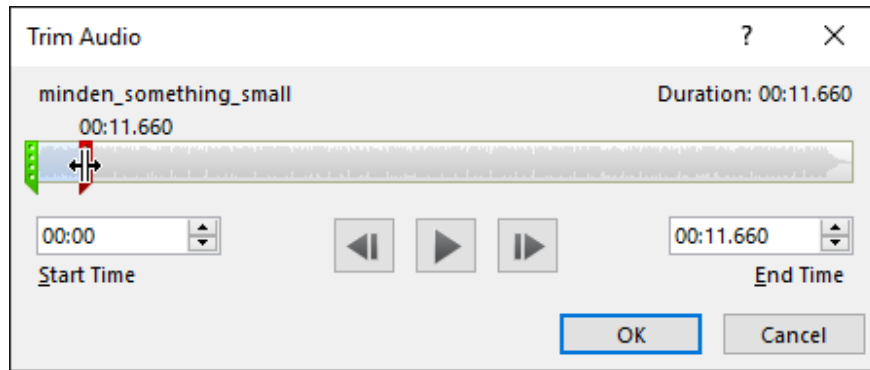 Trim Audio ?
minden_something_small Duration: 00:11.660
00:11.660
00:00 00:11.660
Start Time End Time
OK Cancel